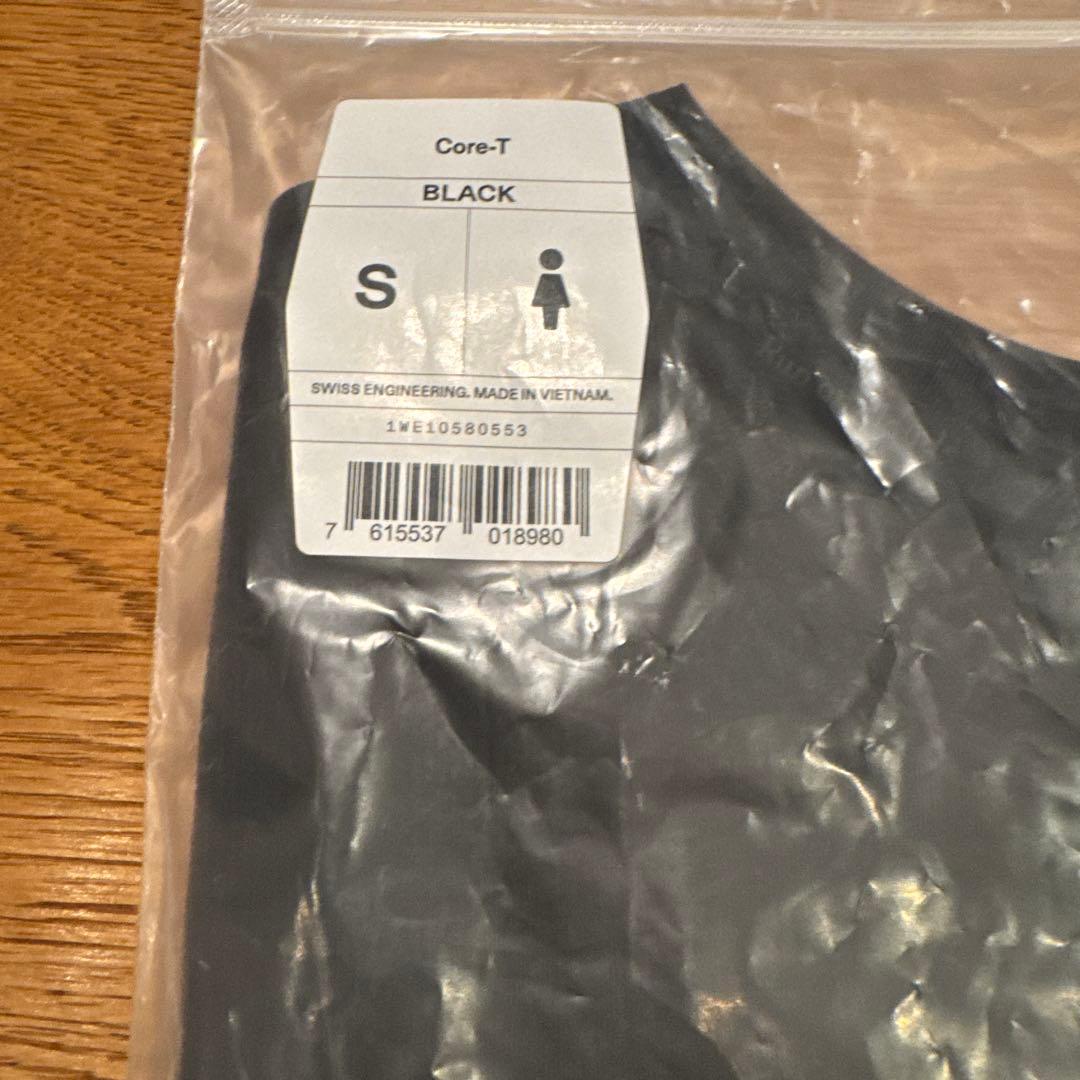 Core-T
BLACK
S
SWISS ENGINEERING. MADE IN VIETNAM.
1WE10580553
7 615537 018980